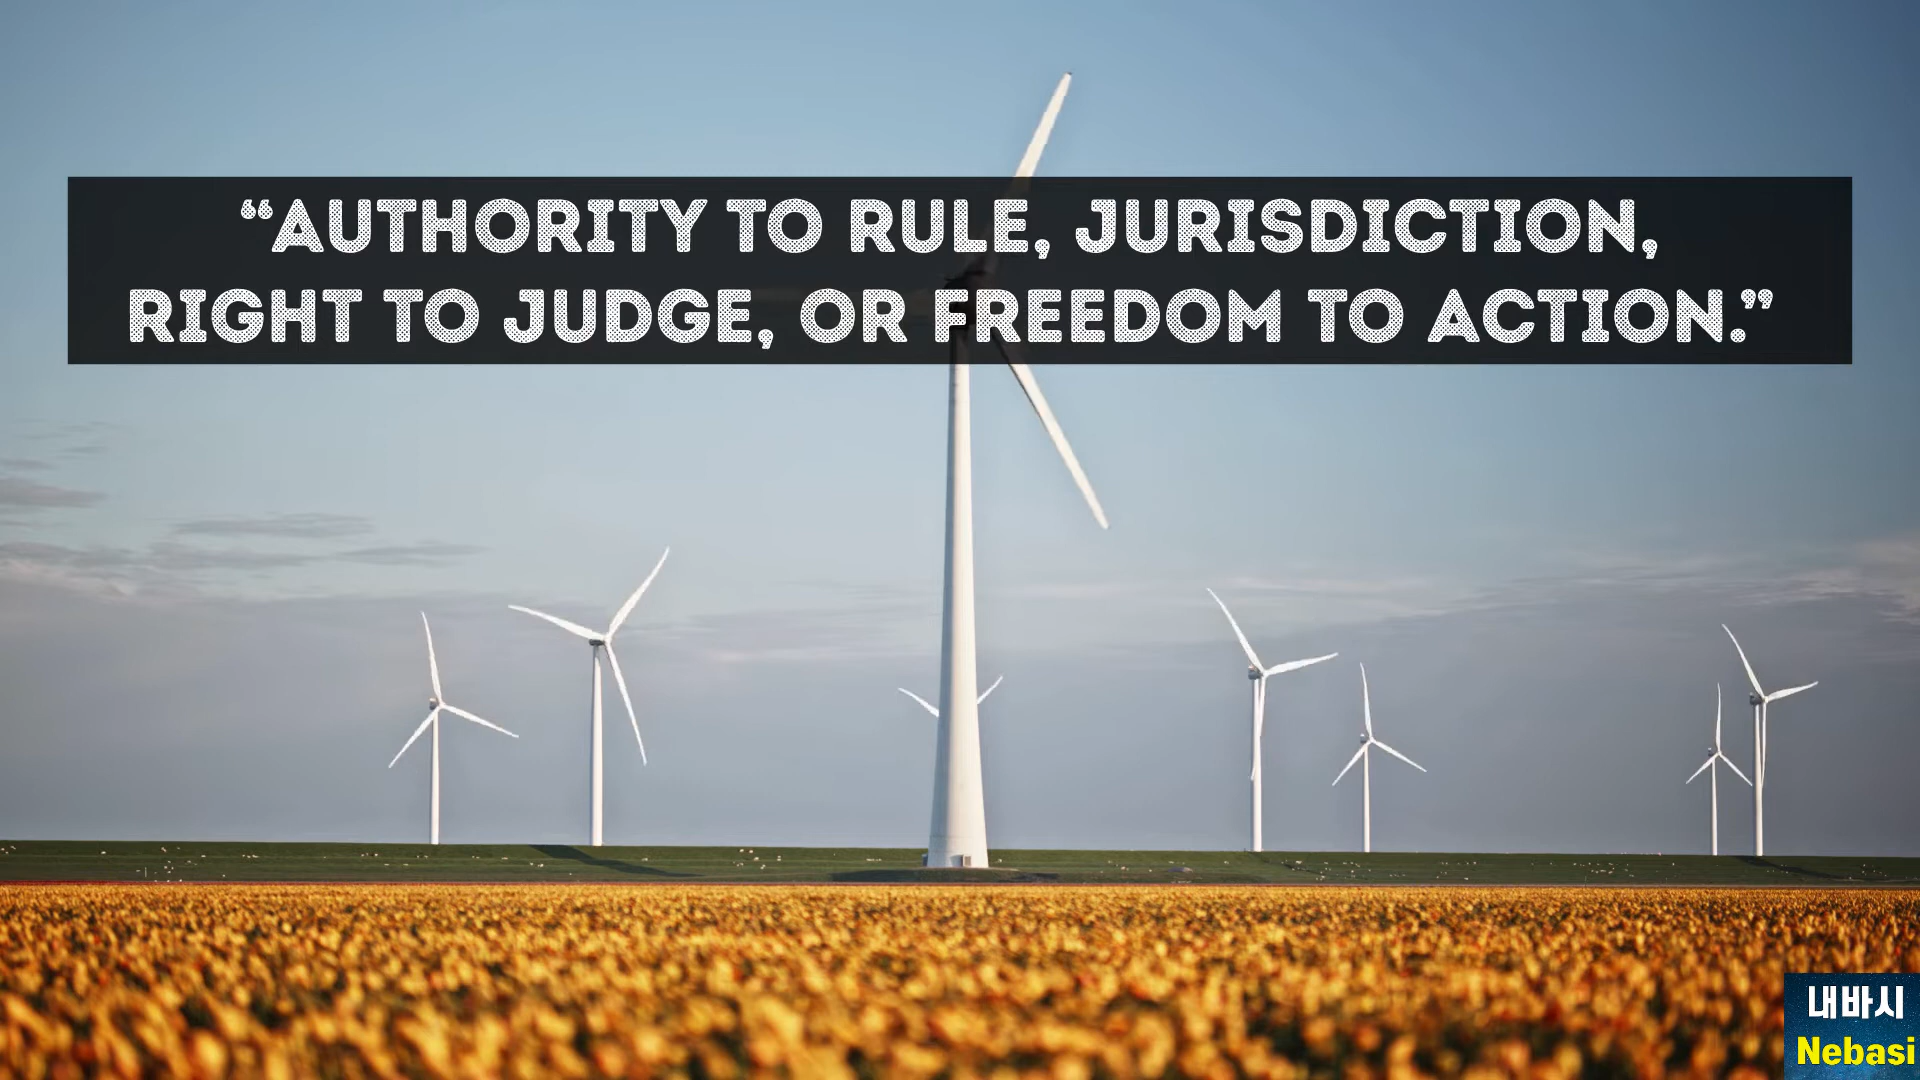 “AUTHORITY TO RULE, JURISDICTION,
RIGHT TO JUDGE, OR FREEDOM TO ACTION.”
내바시
Nebasi